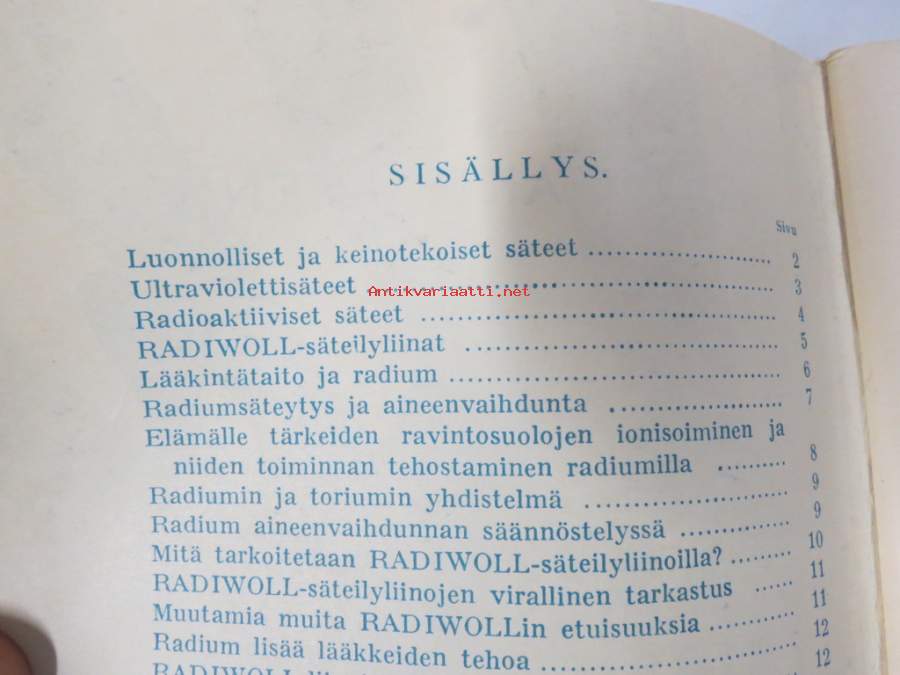 SISÄLLYS.
Sivu
Luonnolliset ja keinotekoiset säteet .................... 2
Ultraviolettisäteet .................... 3
Antikvariaatti.net
Radioaktiiviset säteet .................... 4
RADIWOLL-säteilyliinat .................... 5
Lääkintätaito ja radium .................... 6
Radiumsäteytys ja aineenvaihdunta .................... 7
Elämälle tärkeiden ravintosuolojen ionisoiminen ja
niiden toiminnan tehostaminen radiumilla .......... 8
Radiumin ja toriumin yhdistelmä .................... 9
Radium aineenvaihdunnan säännöstelyssä ............... 9
Mitä tarkoitetaan RADIWOLL-säteilyliinoilla? ......... 10
RADIWOLL-säteilyliinojen virallinen tarkastus ...... 11
Muutamia muita RADIWOLLin etuisuuksia ............ 11
Radium lisää lääkkeiden tehoa .................... 12
12